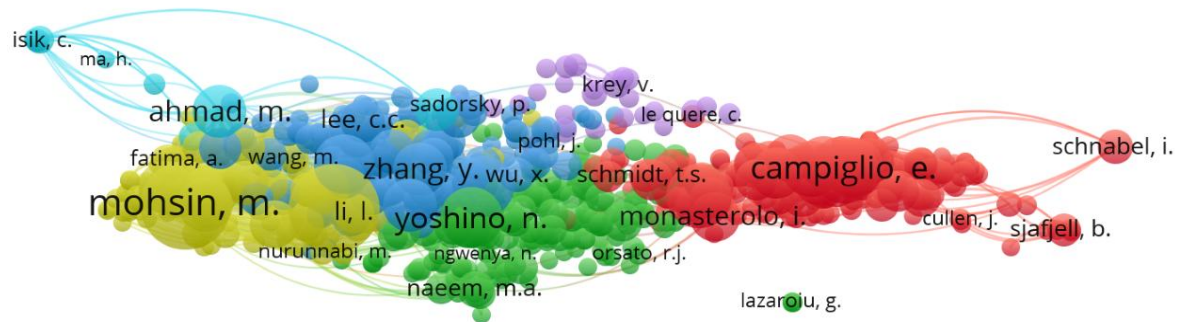 isik, c.
ma, h.
ahmad, m.
lee, c.c.
sadorsky, p.
krey, v.
le quere, c.
pohl, j.
schnabel, i.
fatima, a.
wang, m.
zhang, y.
wu, x.
schmidt, t.s.
campiglio, e.
mohsin, m.
li, l.
yoshino, n.
monasterolo, i.
cullen, j.
sjafjell, b.
nurunnabi, m.
ngwenya, n.
orsato, r.j.
naeem, m.a.
lazaroiu, g.